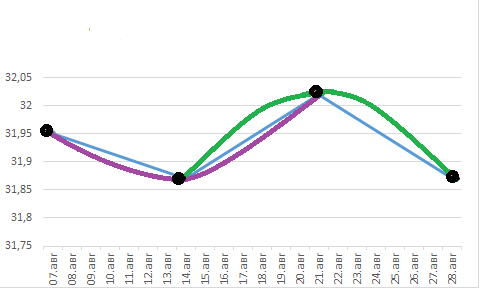 32,05
32
31,95
31,9
31,85
31,8
31,75
07.авг
08.авг
09.авг
10.авг
11.авг
12.авг
13.авг
14.авг
15.авг
16.авг
17.авг
18.авг
19.авг
20.авг
21.авг
22.авг
23.авг
24.авг
25.авг
26.авг
27.авг
28.авг